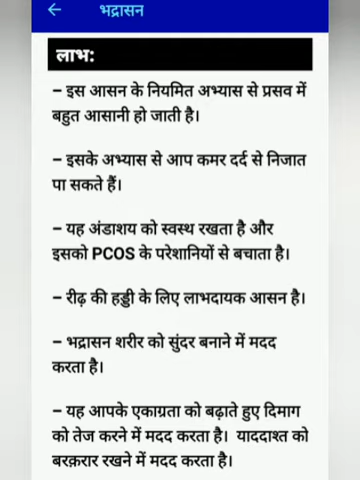 भद्रासन
लाभ:
– इस आसन के नियमित अभ्यास से प्रसव में
बहुत आसानी हो जाती है।
– इसके अभ्यास से आप कमर दर्द से निजात
पा सकते हैं।
– यह अंडाशय को स्वस्थ रखता है और
इसको PCOS के परेशानियों से बचाता है।
– रीढ़ की हड्डी के लिए लाभदायक आसन है।
– भद्रासन शरीर को सुंदर बनाने में मदद
करता है।
– यह आपके एकाग्रता को बढ़ाते हुए दिमाग
को तेज करने में मदद करता है। याददाश्त को
बरक़रार रखने में मदद करता है।